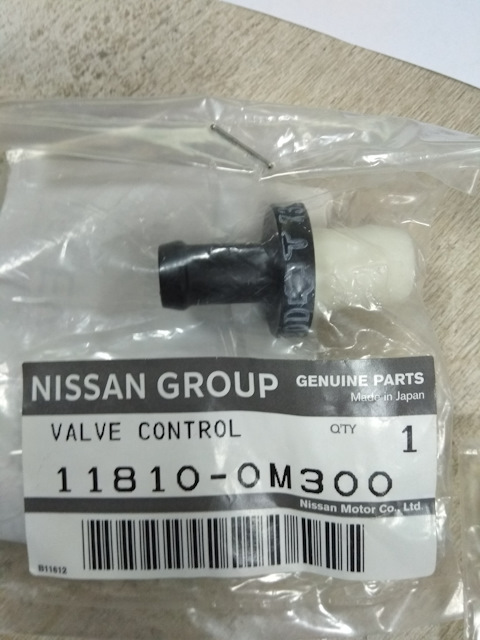 NISSAN GROUP GENUINE PARTS
Made in Japan
VALVE CONTROL QTY 1
11810-0M300
Nissan Motor Co., Ltd.
B11612